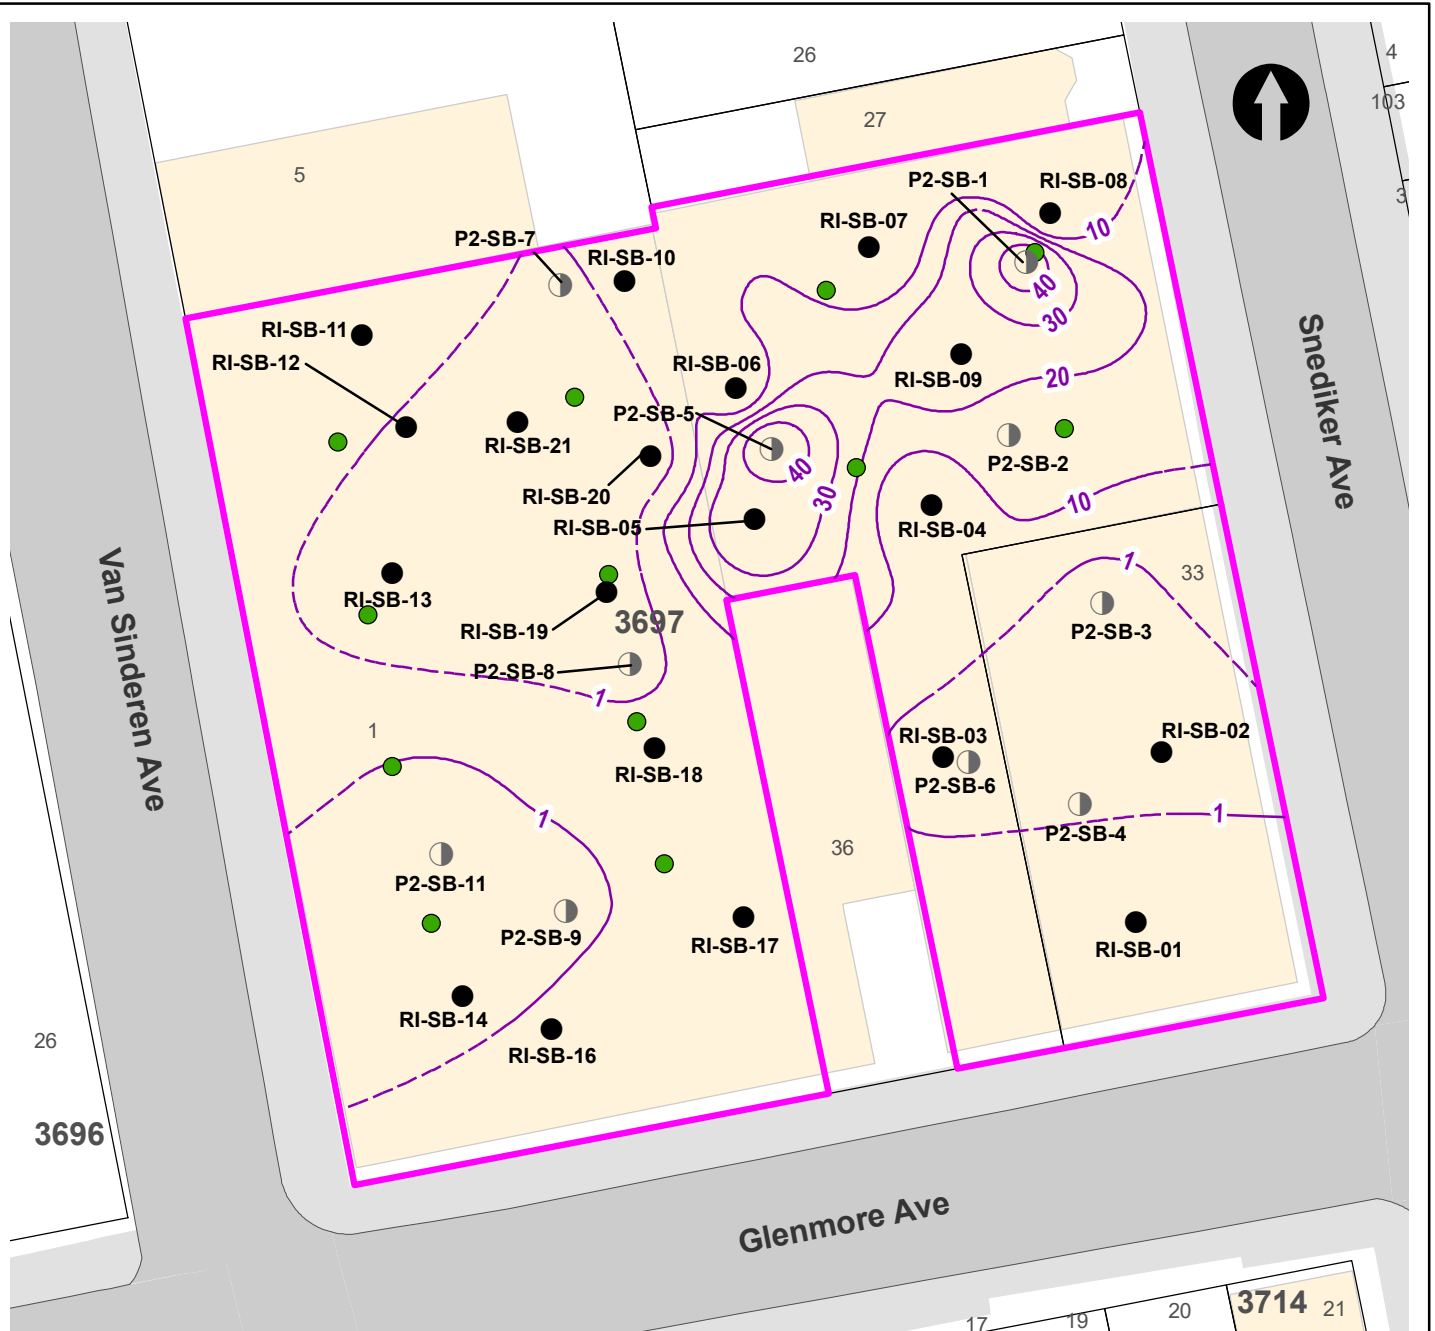 26
4
103
27
3
5
P2-SB-1
RI-SB-08
RI-SB-07
10
P2-SB-7
RI-SB-10
40
30
RI-SB-11
RI-SB-12
RI-SB-06
RI-SB-09
20
P2-SB-5
RI-SB-21
P2-SB-2
40
30
RI-SB-20
RI-SB-05
RI-SB-04
10
Snediker Ave
1
33
RI-SB-13
3697
RI-SB-19
P2-SB-3
P2-SB-8
1
Van Sinderen Ave
1
RI-SB-03
RI-SB-02
RI-SB-18
P2-SB-6
1
1
P2-SB-4
36
P2-SB-11
P2-SB-9
RI-SB-17
RI-SB-01
RI-SB-14
26
RI-SB-16
3696
Glenmore Ave
3714
21
20
19
17